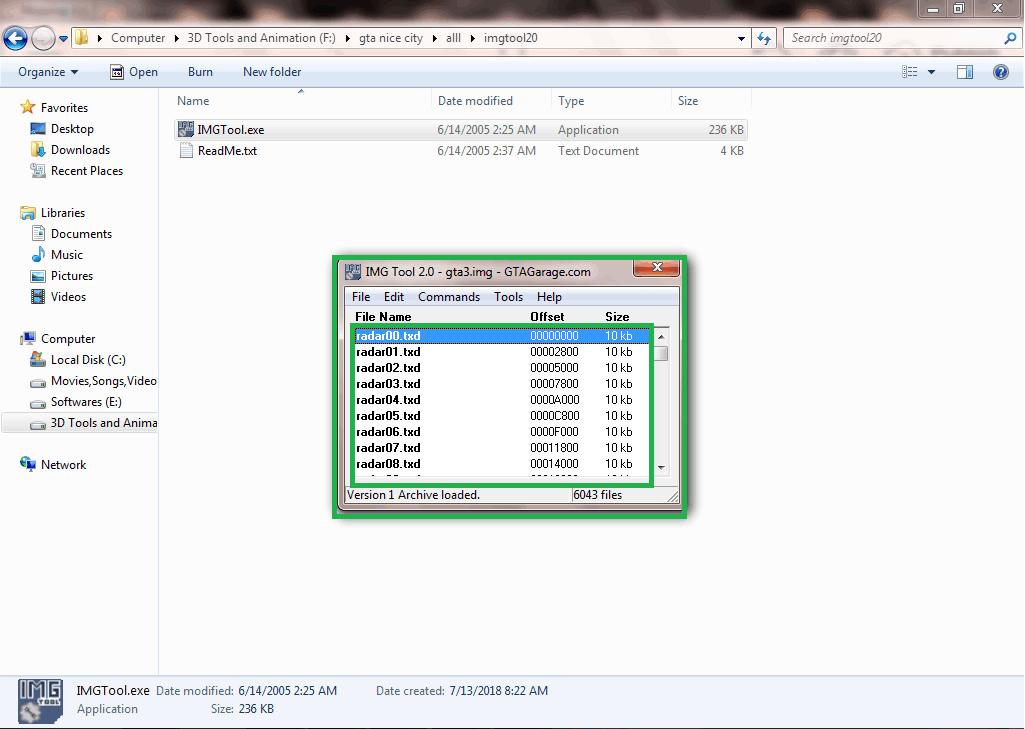 Computer 3D Tools and Animation (F:) gta nice city alll imgtool20 Search imgtool20
Organize Open Burn New folder
Name Date modified Type Size
IMGTool.exe 6/14/2005 2:25 AM Application 236 KB
ReadMe.txt 6/14/2005 2:37 AM Text Document 4 KB
Favorites
Desktop
Downloads
Recent Places
Libraries
Documents
Music
Pictures
Videos
Computer
Local Disk (C:)
Movies,Songs,Video
Softwares (E:)
3D Tools and Anima
Network
IMG Tool 2.0 - gta3.img - GTAGarage.com
File Edit Commands Tools Help
File Name Offset Size
radar00.txd 00000000 10 kb
radar01.txd 00002800 10 kb
radar02.txd 00005000 10 kb
radar03.txd 00007800 10 kb
radar04.txd 0000A000 10 kb
radar05.txd 0000C800 10 kb
radar06.txd 0000F000 10 kb
radar07.txd 00011800 10 kb
radar08.txd 00014000 10 kb
Version 1 Archive loaded. 6043 files
IMG TOOL
IMGTool.exe Date modified: 6/14/2005 2:25 AM Date created: 7/13/2018 8:22 AM
Application Size: 236 KB